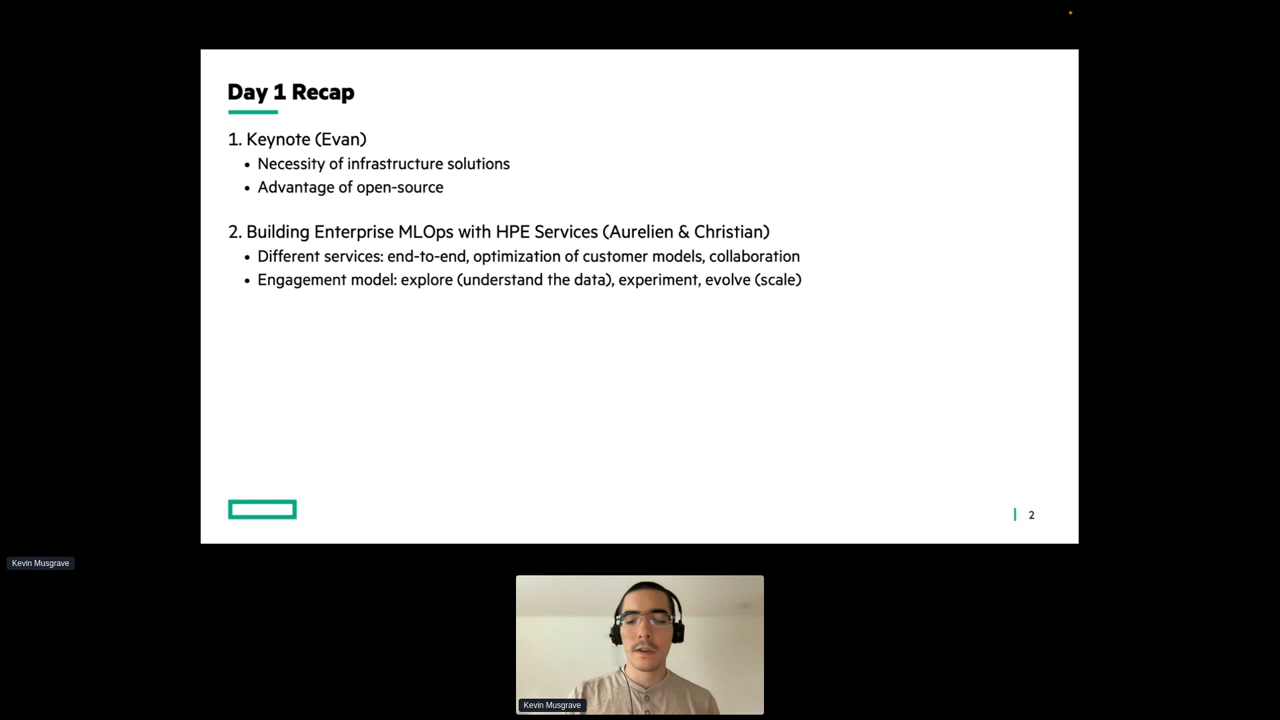 Day 1 Recap
1. Keynote (Evan)
• Necessity of infrastructure solutions
• Advantage of open-source
2. Building Enterprise MLOps with HPE Services (Aurelien & Christian)
• Different services: end-to-end, optimization of customer models, collaboration
• Engagement model: explore (understand the data), experiment, evolve (scale)
2
Kevin Musgrave
Kevin Musgrave